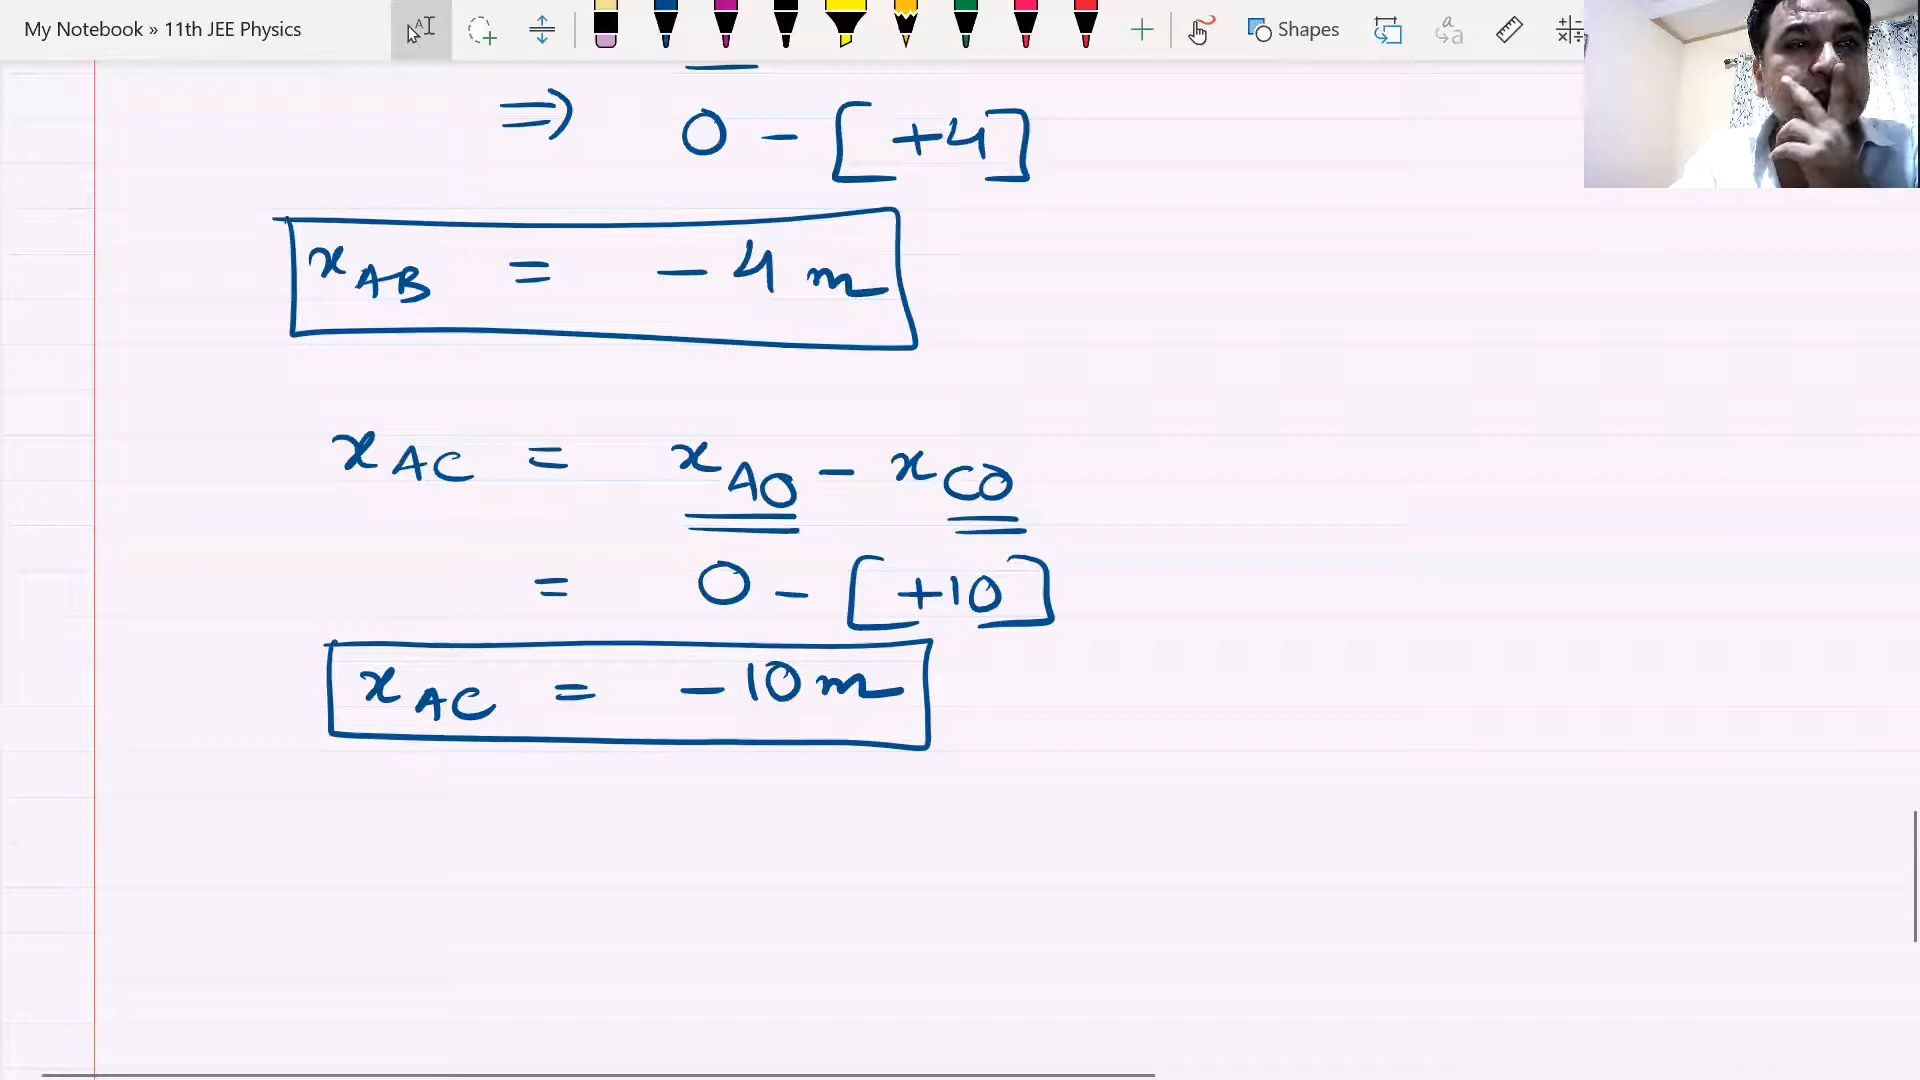 My Notebook » 11th JEE Physics
Shapes
⇒ 0 - [+4]
x_AB = - 4 m
x_AC = x_AO - x_CO
= 0 - [+10]
x_AC = - 10 m